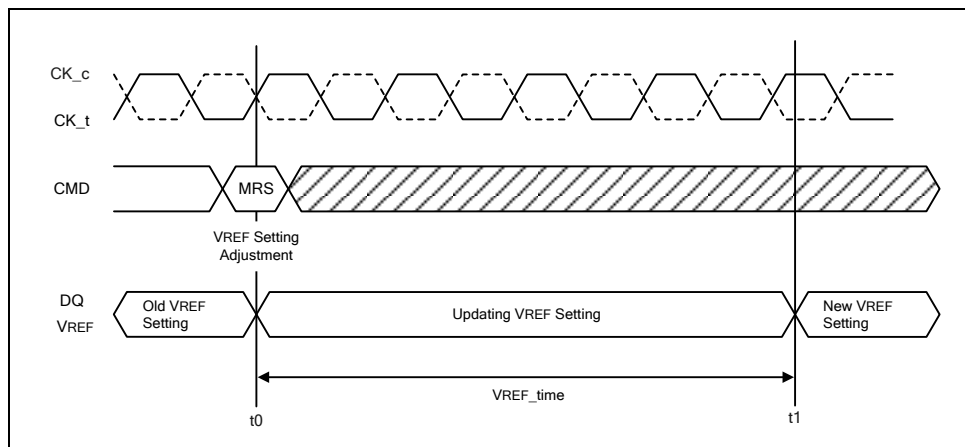 CK_c
CK_t
CMD
MRS
VREF Setting
Adjustment
DQ
VREF
Old VREF
Setting
Updating VREF Setting
New VREF
Setting
VREF_time
t0
t1